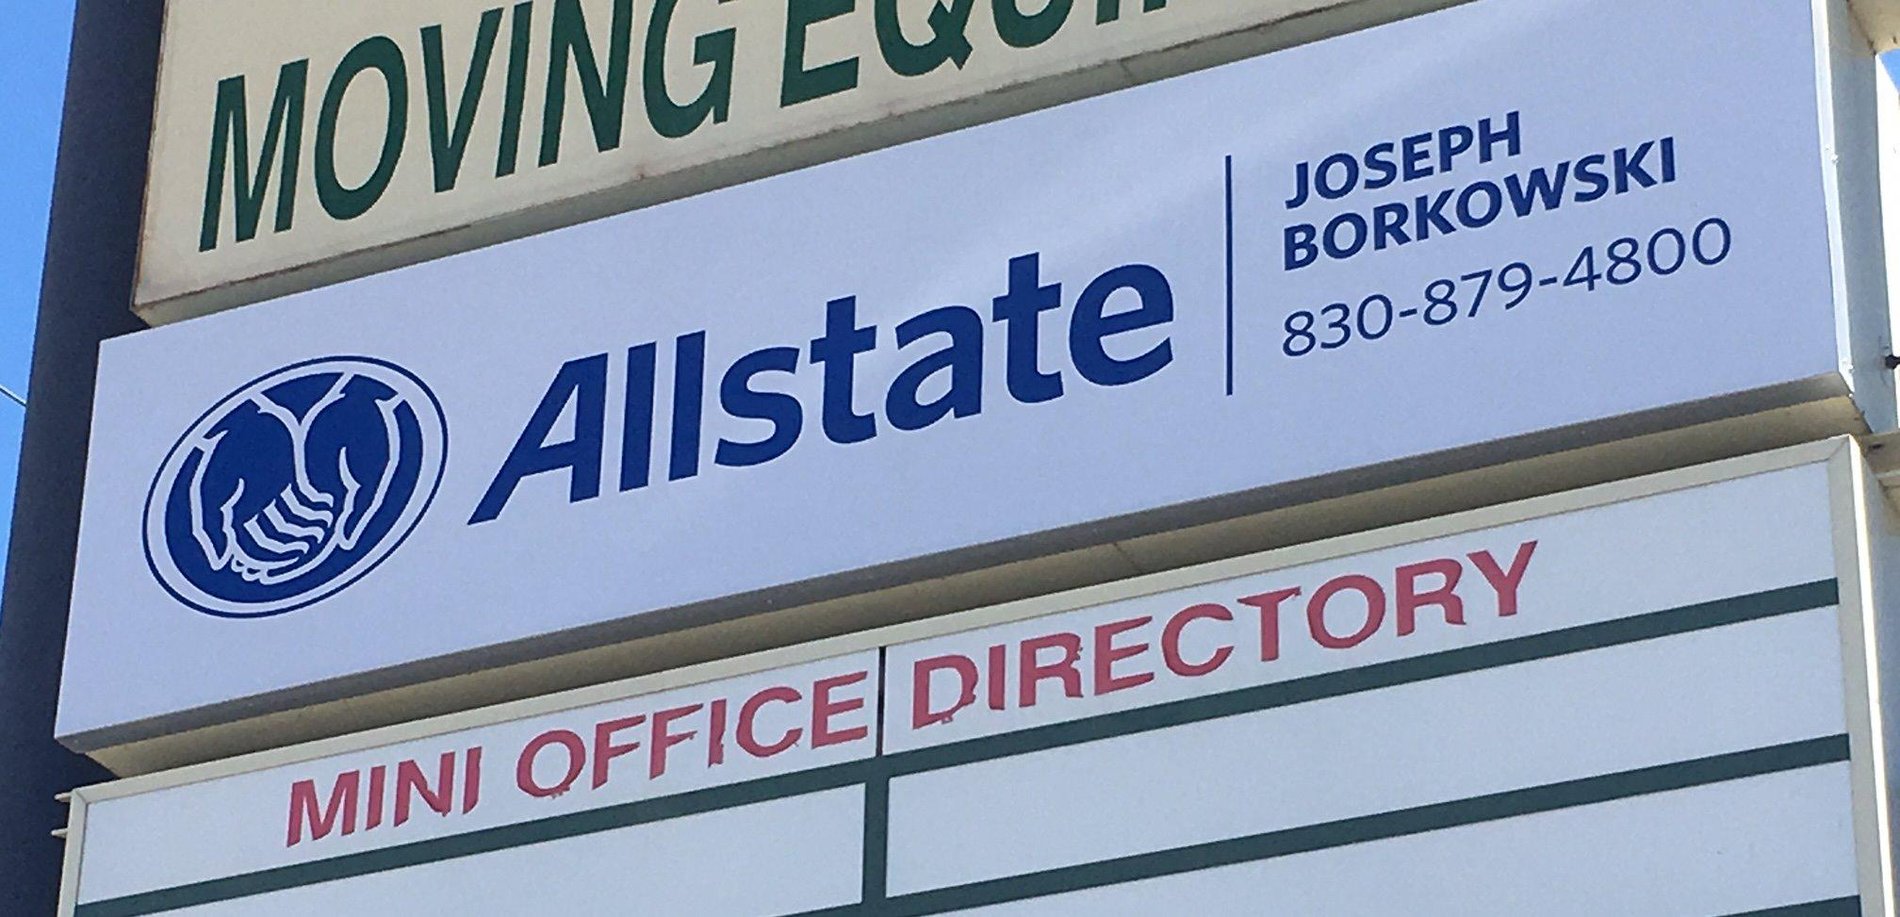 MOVING
Allstate
JOSEPH
BORKOWSKI
830-879-4800
MINI OFFICE DIRECTORY